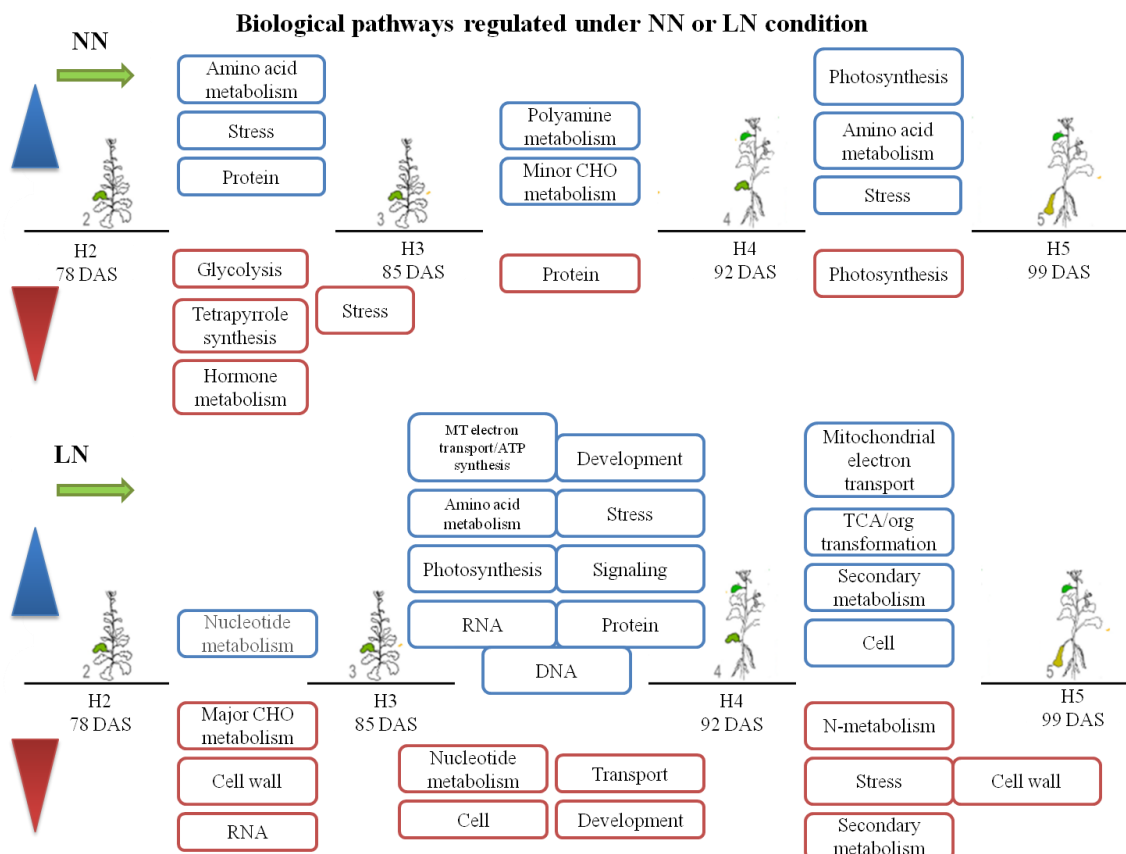 Biological pathways regulated under NN or LN condition
NN
Amino acid
metabolism
Stress
Protein
Polyamine
metabolism
Minor CHO
metabolism
Photosynthesis
Amino acid
metabolism
Stress
2
3
4
5
H2
78 DAS
H3
85 DAS
H4
92 DAS
H5
99 DAS
Glycolysis
Tetrapyrrole
synthesis
Hormone
metabolism
Stress
Protein
Photosynthesis
LN
Nucleotide
metabolism
MT electron
transport/ATP
synthesis
Development
Amino acid
metabolism
Stress
Photosynthesis
Signaling
RNA
Protein
DNA
Mitochondrial
electron
transport
TCA/org
transformation
Secondary
metabolism
Cell
2
3
4
5
H2
78 DAS
H3
85 DAS
H4
92 DAS
H5
99 DAS
Major CHO
metabolism
Cell wall
RNA
Nucleotide
metabolism
Transport
Cell
Development
N-metabolism
Stress
Cell wall
Secondary
metabolism